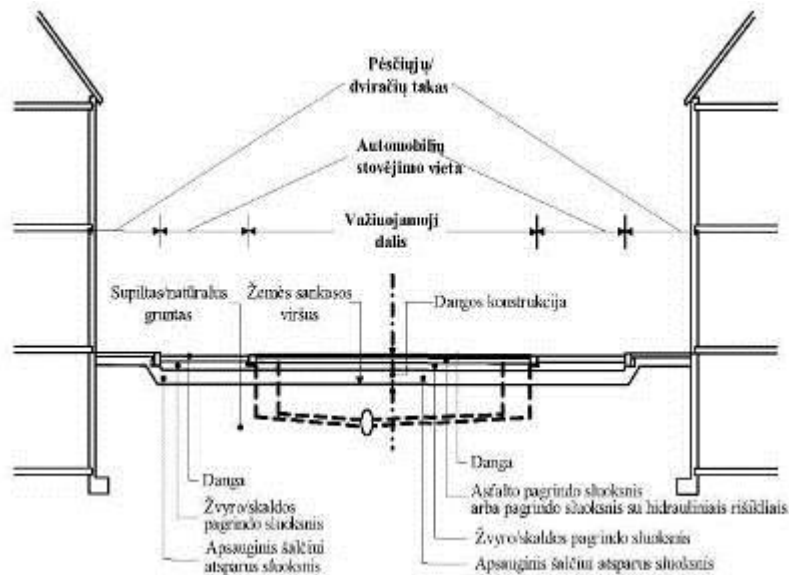 Pėsčiųjų/
dviračių takas
Automobilių
stovėjimo vieta
Važiuojamoji
dalis
Supiltas/natūralus
gruntas
Žemės sankasos
viršus
Dangos konstrukcija
Danga
Žvyro/skaldos
pagrindo sluoksnis
Apsauginis šalčiui
atsparus sluoksnis
Danga
Asfalto pagrindo sluoksnis
arba pagrindo sluoksnis su hidrauliniais rišikliais
Žvyro/skaldos pagrindo sluoksnis
Apsauginis šalčiui atsparus sluoksnis